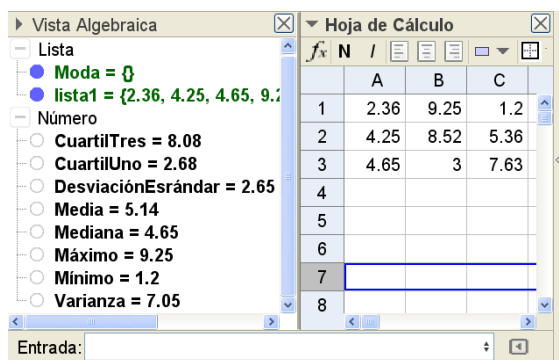 Vista Algebraica
Lista
Moda = {}
lista1 = {2.36, 4.25, 4.65, 9.2
Número
CuartilTres = 8.08
CuartilUno = 2.68
DesviaciónEsrándar = 2.65
Media = 5.14
Mediana = 4.65
Máximo = 9.25
Mínimo = 1.2
Varianza = 7.05
Hoja de Cálculo
fx N I
A B C
1 2.36 9.25 1.2
2 4.25 8.52 5.36
3 4.65 3 7.63
4
5
6
7
8
Entrada: